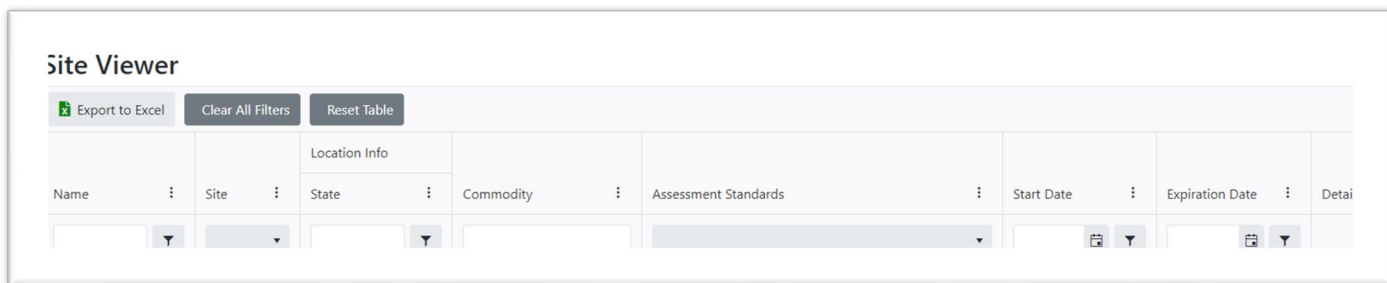 Site Viewer
Export to Excel Clear All Filters Reset Table
Location Info
Name Site State Commodity Assessment Standards Start Date Expiration Date Detai